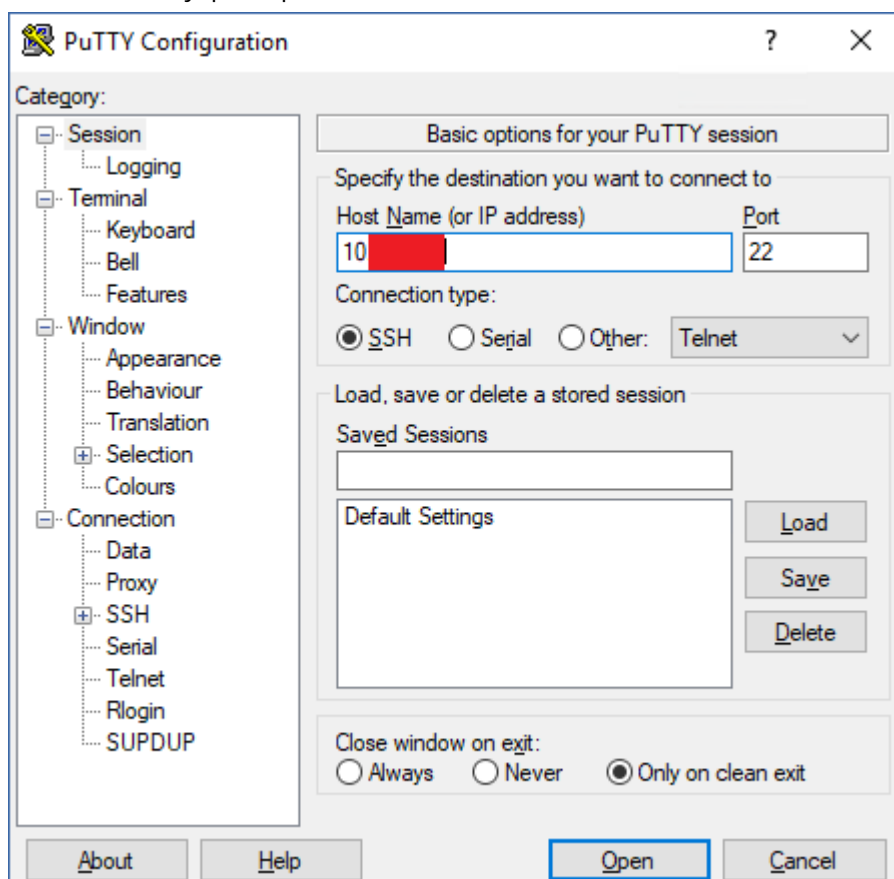 PuTTY Configuration
?
Category:
Session
Logging
Terminal
Keyboard
Bell
Features
Window
Appearance
Behaviour
Translation
Selection
Colours
Connection
Data
Proxy
SSH
Serial
Telnet
Rlogin
SUPDUP
Basic options for your PuTTY session
Specify the destination you want to connect to
Host Name (or IP address) Port
10 22
Connection type:
SSH Serial Other: Telnet
Load, save or delete a stored session
Saved Sessions
Default Settings
Load
Save
Delete
Close window on exit:
Always Never Only on clean exit
About Help Open Cancel